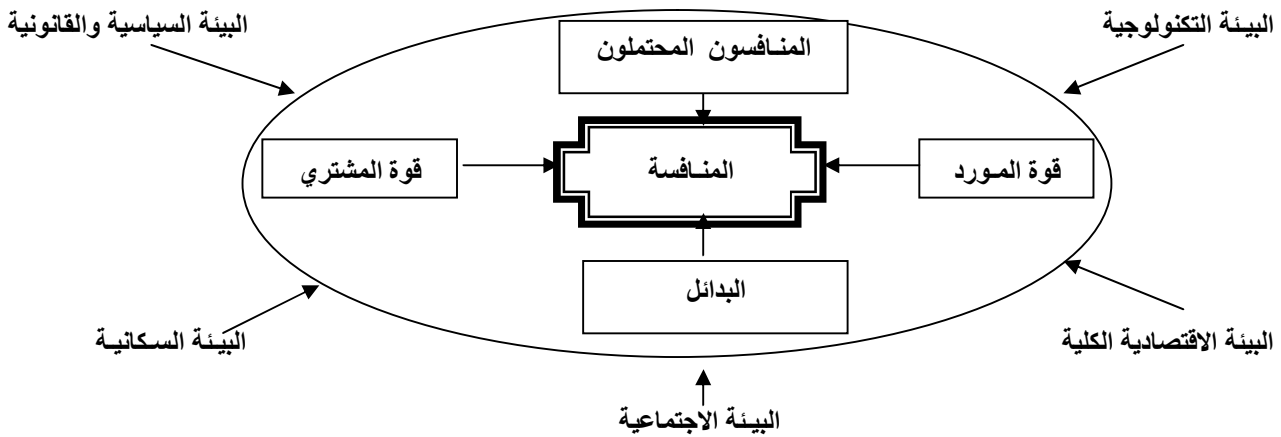 البيئة التكنولوجية
البيئة السياسية والقانونية
المنافسون المحتملون
قوة المورد
المنافسة
قوة المشتري
البدائل
البيئة الاقتصادية الكلية
البيئة السكانية
البيئة الاجتماعية